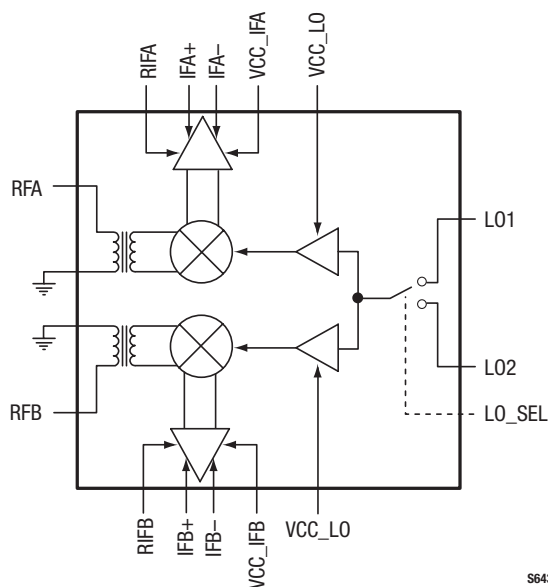 RIFA
IFA+
IFA–
VCC_IFA
VCC_LO
RFA
LO1
LO2
RFB
LO_SEL
RIFB
IFB+
IFB–
VCC_IFB
VCC_LO